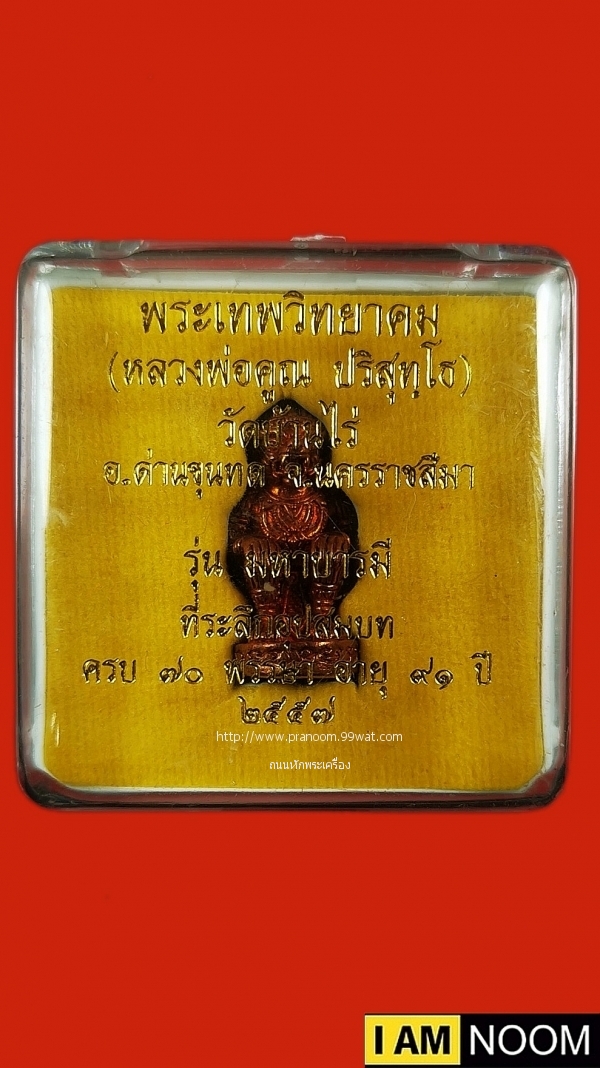 พระเทพวิทยาคม
(หลวงพ่อคูณ ปริสุทฺโธ)
วัดบ้านไร่
อ.ด่านขุนทด จ.นครราชสีมา
รุ่น มหาบารมี
ที่ระลึกอุปสมบท
ครบ ๗๐ พรรษา อายุ ๙๑ ปี
๒๕๕๗
http://www.pranoom.99wat.com
ถนนหักพระเครื่อง
I AM NOOM